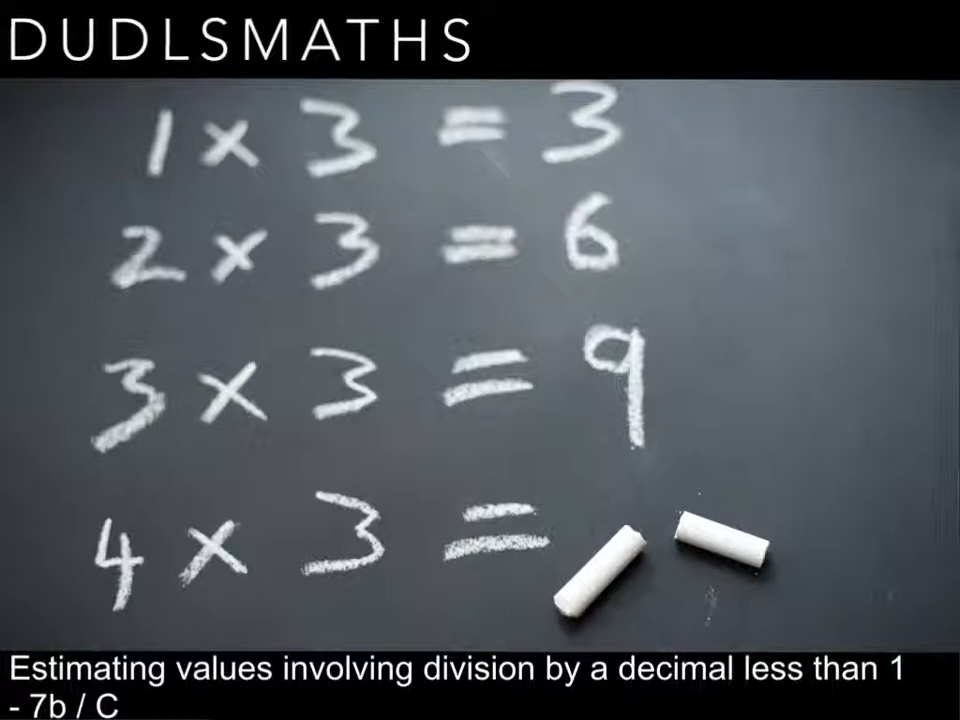 DUDLSMATHS
1 × 3 = 3
2 × 3 = 6
3 × 3 = 9
4 × 3 =
Estimating values involving division by a decimal less than 1
- 7b / C